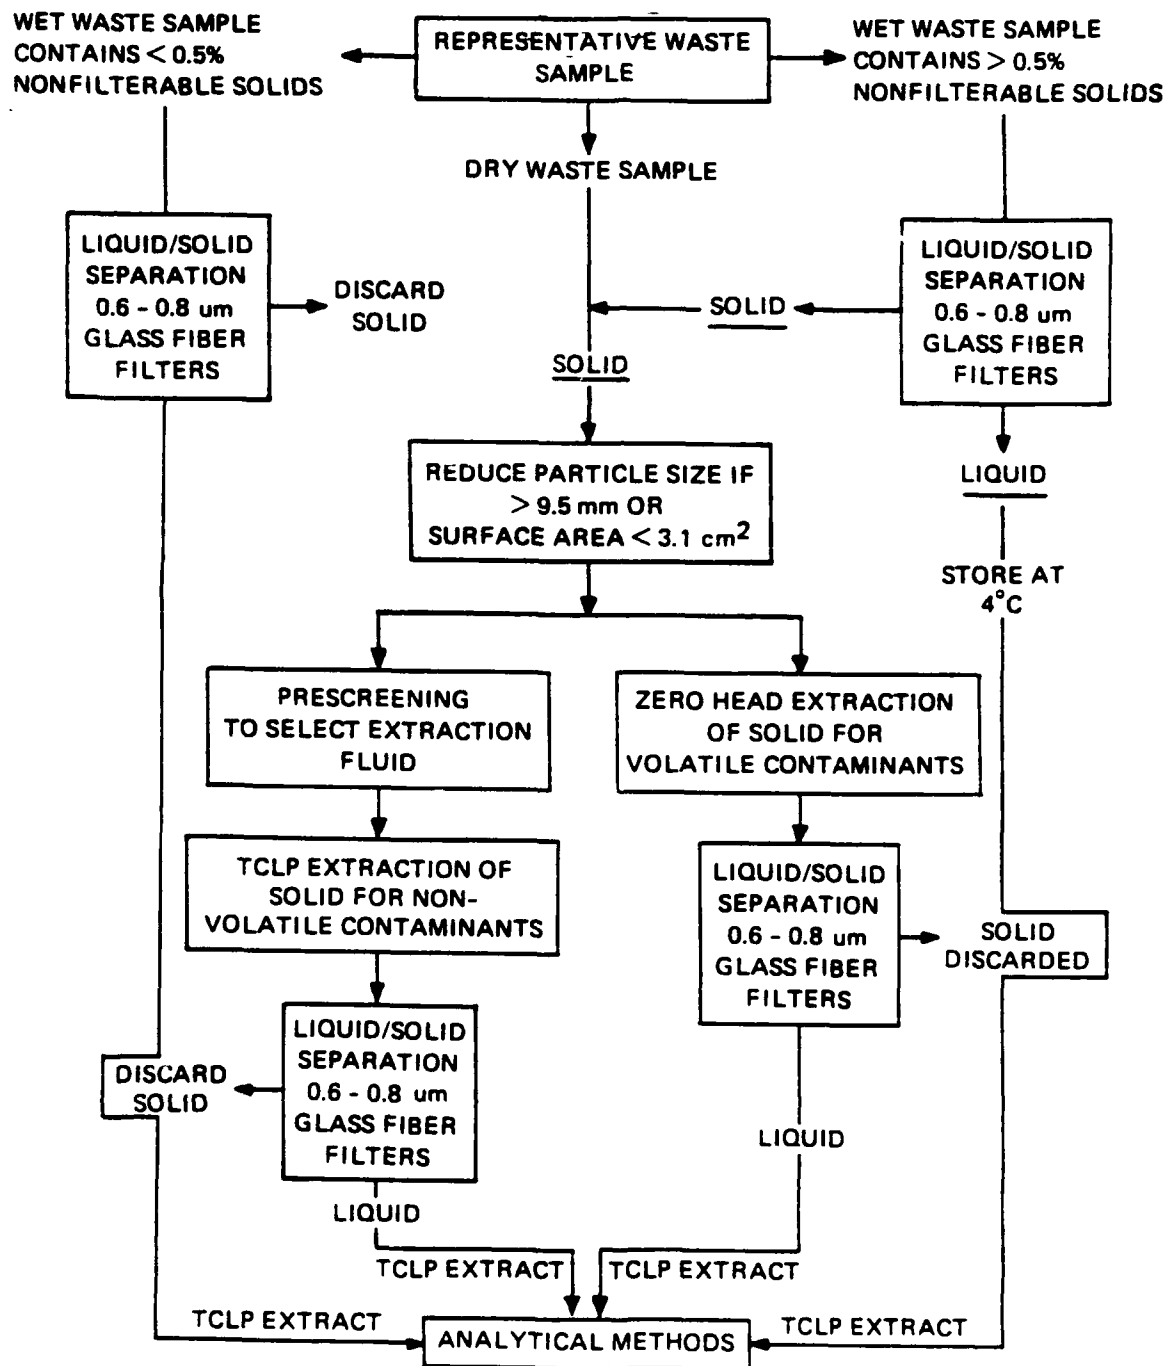 WET WASTE SAMPLE
CONTAINS < 0.5%
NONFILTERABLE SOLIDS
REPRESENTATIVE WASTE
SAMPLE
WET WASTE SAMPLE
CONTAINS > 0.5%
NONFILTERABLE SOLIDS
DRY WASTE SAMPLE
LIQUID/SOLID
SEPARATION
0.6 - 0.8 um
GLASS FIBER
FILTERS
DISCARD
SOLID
SOLID
LIQUID/SOLID
SEPARATION
0.6 - 0.8 um
GLASS FIBER
FILTERS
SOLID
REDUCE PARTICLE SIZE IF
> 9.5 mm OR
SURFACE AREA < 3.1 cm²
LIQUID
STORE AT
4°C
PRESCREENING
TO SELECT EXTRACTION
FLUID
ZERO HEAD EXTRACTION
OF SOLID FOR
VOLATILE CONTAMINANTS
TCLP EXTRACTION OF
SOLID FOR NON-
VOLATILE CONTAMINANTS
LIQUID/SOLID
SEPARATION
0.6 - 0.8 um
GLASS FIBER
FILTERS
SOLID
DISCARDED
LIQUID/SOLID
SEPARATION
0.6 - 0.8 um
GLASS FIBER
FILTERS
DISCARD
SOLID
LIQUID
LIQUID
TCLP EXTRACT
TCLP EXTRACT
TCLP EXTRACT
ANALYTICAL METHODS
TCLP EXTRACT